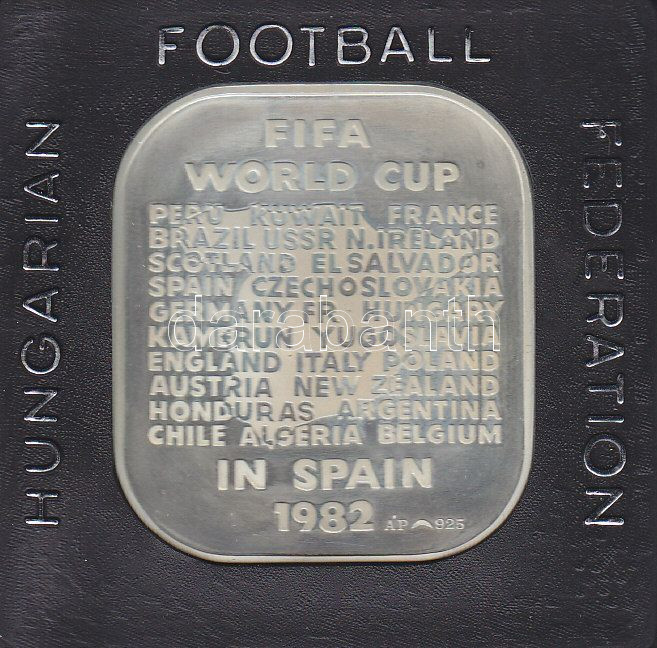 FOOTBALL
HUNGARIAN
FEDERATION
FIFA
WORLD CUP
PERU KUWAIT FRANCE
BRAZIL USSR N.IRELAND
SCOTLAND EL SALVADOR
SPAIN CZECHOSLOVAKIA
GERMANY FR. HUNGARY
KAMERUN YUGOSLAVIA
ENGLAND ITALY POLAND
AUSTRIA NEW ZEALAND
HONDURAS ARGENTINA
CHILE ALGERIA BELGIUM
IN SPAIN
1982 ÁP 925
darabanth